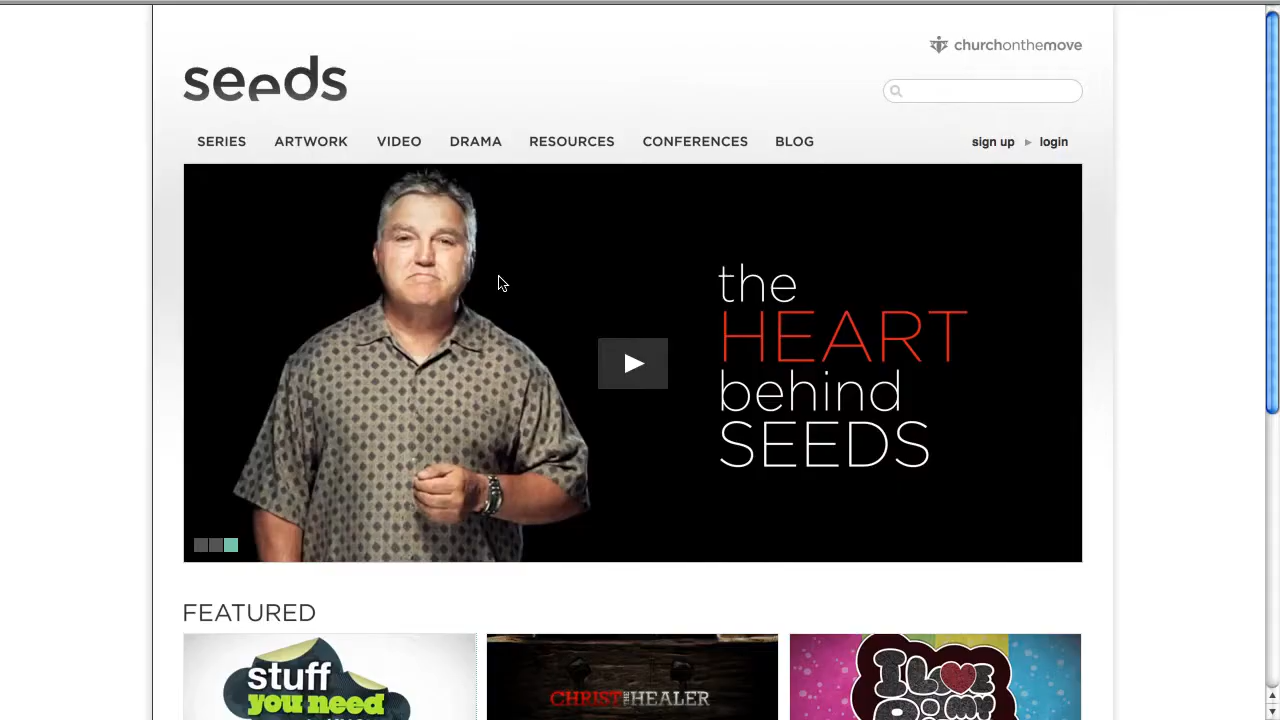 churchonthemove
seeds
SERIES ARTWORK VIDEO DRAMA RESOURCES CONFERENCES BLOG sign up login
the
HEART
behind
SEEDS
FEATURED
stuff
you need
CHRIST THE HEALER
I LOVE